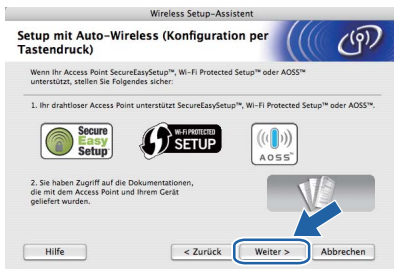 Wireless Setup-Assistent
Setup mit Auto-Wireless (Konfiguration per
Tastendruck)
Wenn Ihr Access Point SecureEasySetup™, Wi-Fi Protected Setup™ oder AOSS™
unterstützt, stellen Sie Folgendes sicher:
1. Ihr drahtloser Access Point unterstützt SecureEasySetup™, Wi-Fi Protected Setup™ oder AOSS™.
Secure
Easy
Setup™
WI-FI PROTECTED
SETUP
AOSS™
2. Sie haben Zugriff auf die Dokumentationen,
die mit dem Access Point und Ihrem Gerät
geliefert wurden.
Hilfe
< Zurück
Weiter >
Abbrechen